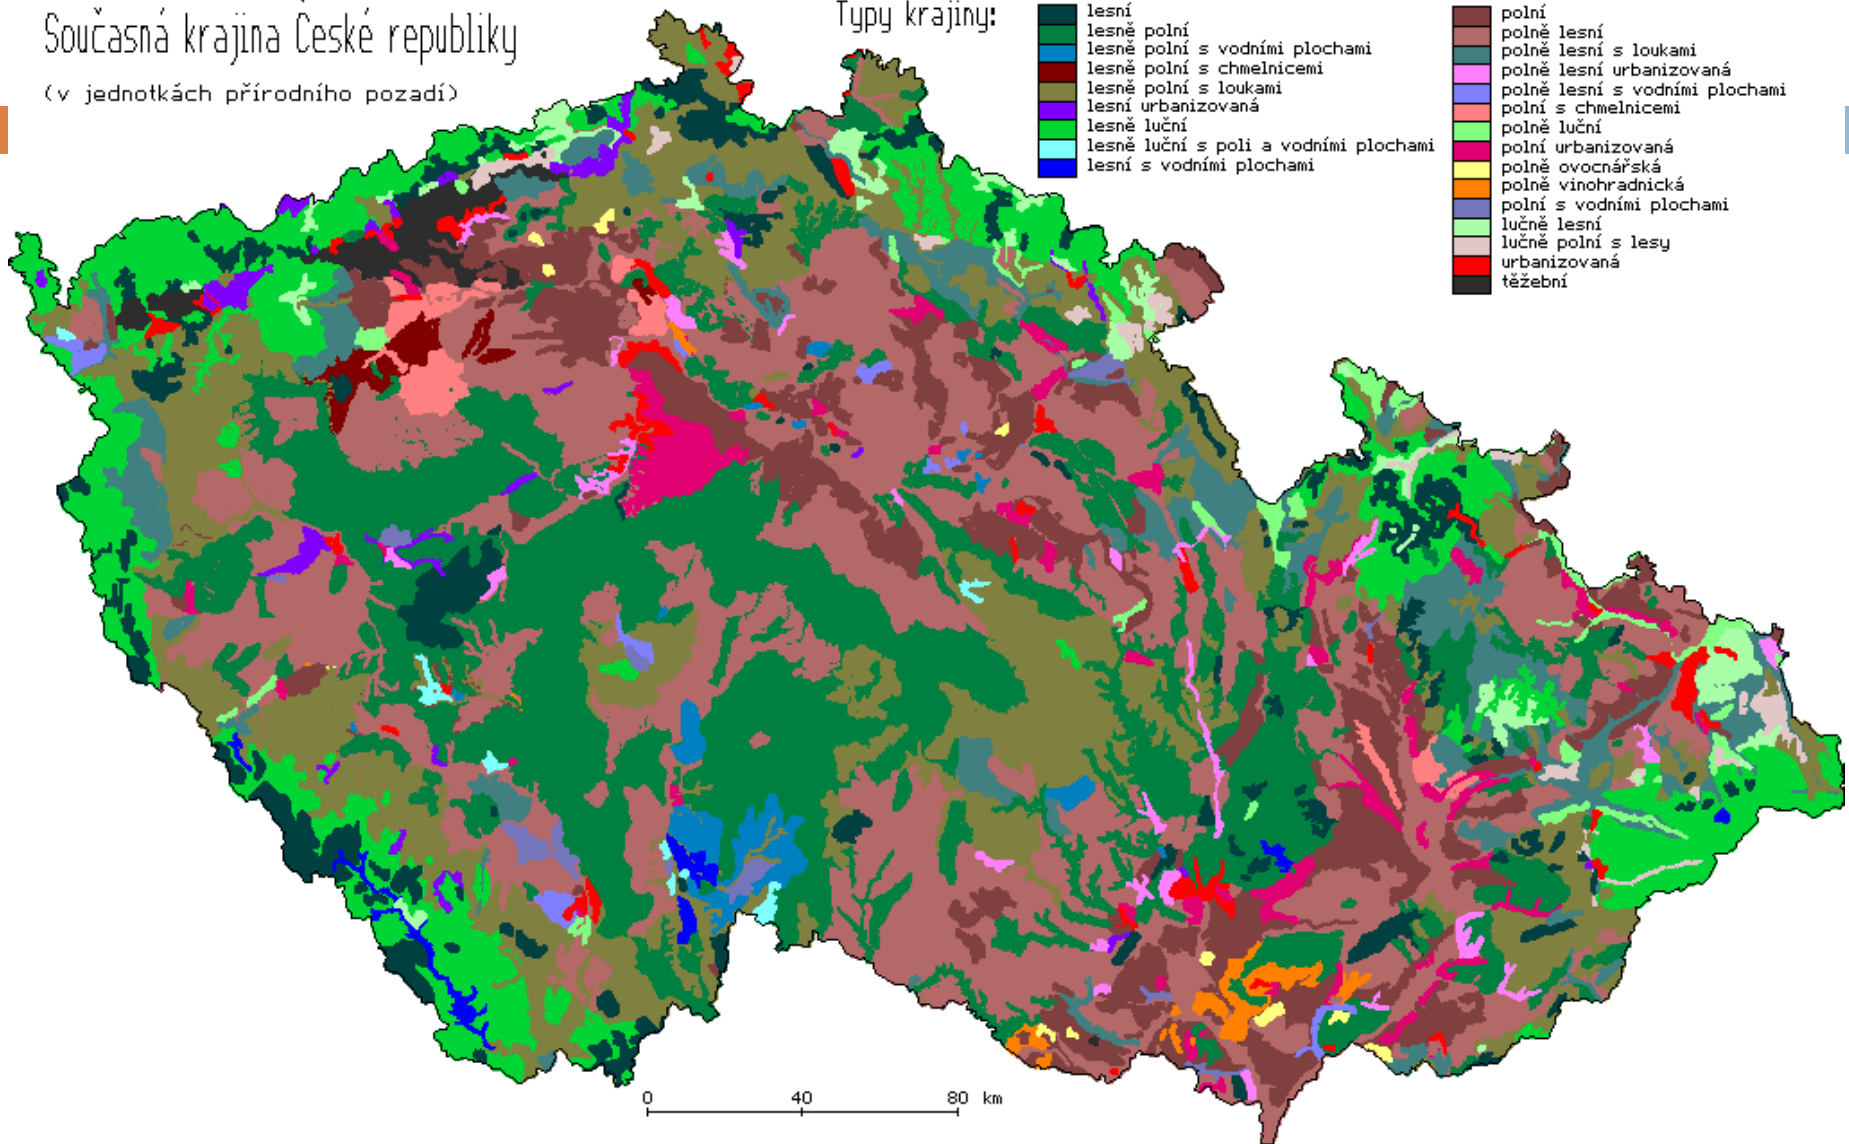 Současná krajina České republiky
(v jednotkách přírodního pozadí)
Typy krajiny:
lesní
lesně polní
lesně polní s vodními plochami
lesně polní s chmelnicemi
lesně polní s loukami
lesní urbanizovaná
lesně luční
lesně luční s poli a vodními plochami
lesní s vodními plochami
polní
polně lesní
polně lesní s loukami
polně lesní urbanizovaná
polně lesní s vodními plochami
polní s chmelnicemi
polně luční
polní urbanizovaná
polně ovocnářská
polně vinohradnická
polní s vodními plochami
lučně lesní
lučně polní s lesy
urbanizovaná
těžební
0 40 80 km